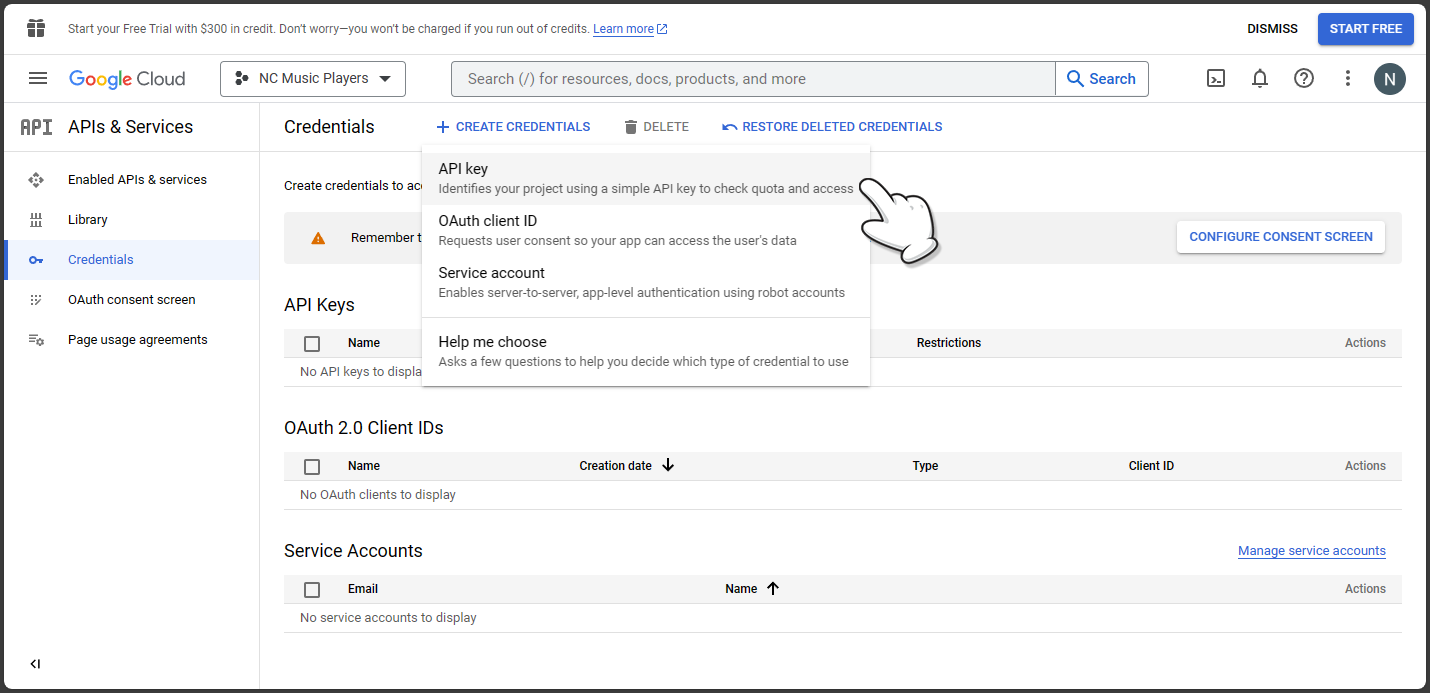 Start your Free Trial with $300 in credit. Don't worry—you won't be charged if you run out of credits. Learn more
DISMISS
START FREE
Google Cloud
NC Music Players
Search (/) for resources, docs, products, and more
Search
N
API
APIs & Services
Credentials
CREATE CREDENTIALS
DELETE
RESTORE DELETED CREDENTIALS
Enabled APIs & services
Library
Credentials
OAuth consent screen
Page usage agreements
Create credentials to acc
API key
Identifies your project using a simple API key to check quota and access
OAuth client ID
Requests user consent so your app can access the user's data
Service account
Enables server-to-server, app-level authentication using robot accounts
Help me choose
Asks a few questions to help you decide which type of credential to use
Remember t
CONFIGURE CONSENT SCREEN
API Keys
Name
Restrictions
Actions
No API keys to displa
OAuth 2.0 Client IDs
Name
Creation date
Type
Client ID
Actions
No OAuth clients to display
Service Accounts
Manage service accounts
Email
Name
Actions
No service accounts to display